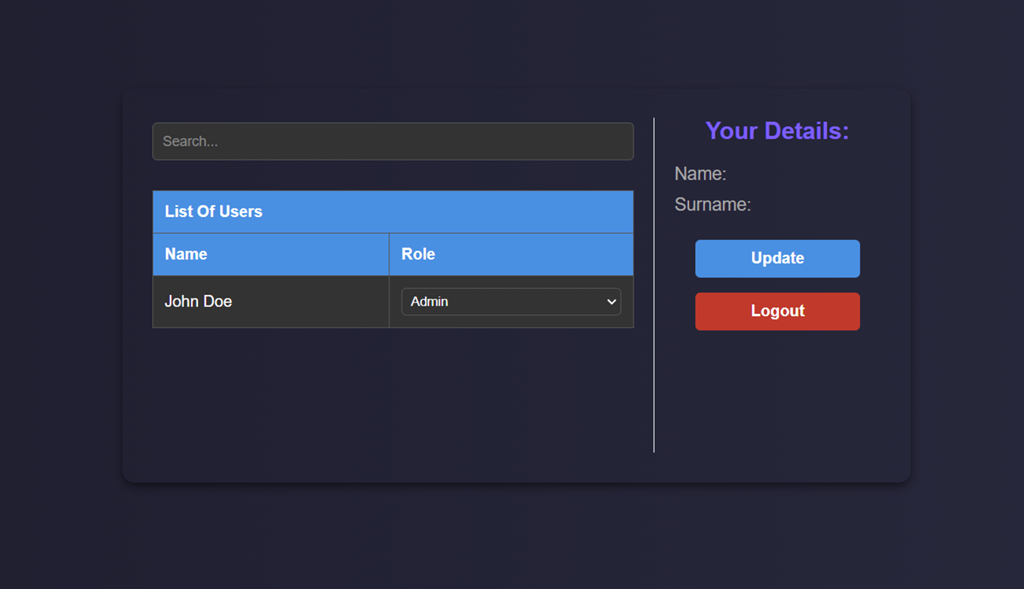 Search...
List Of Users
Name Role
John Doe Admin
Your Details:
Name:
Surname:
Update
Logout